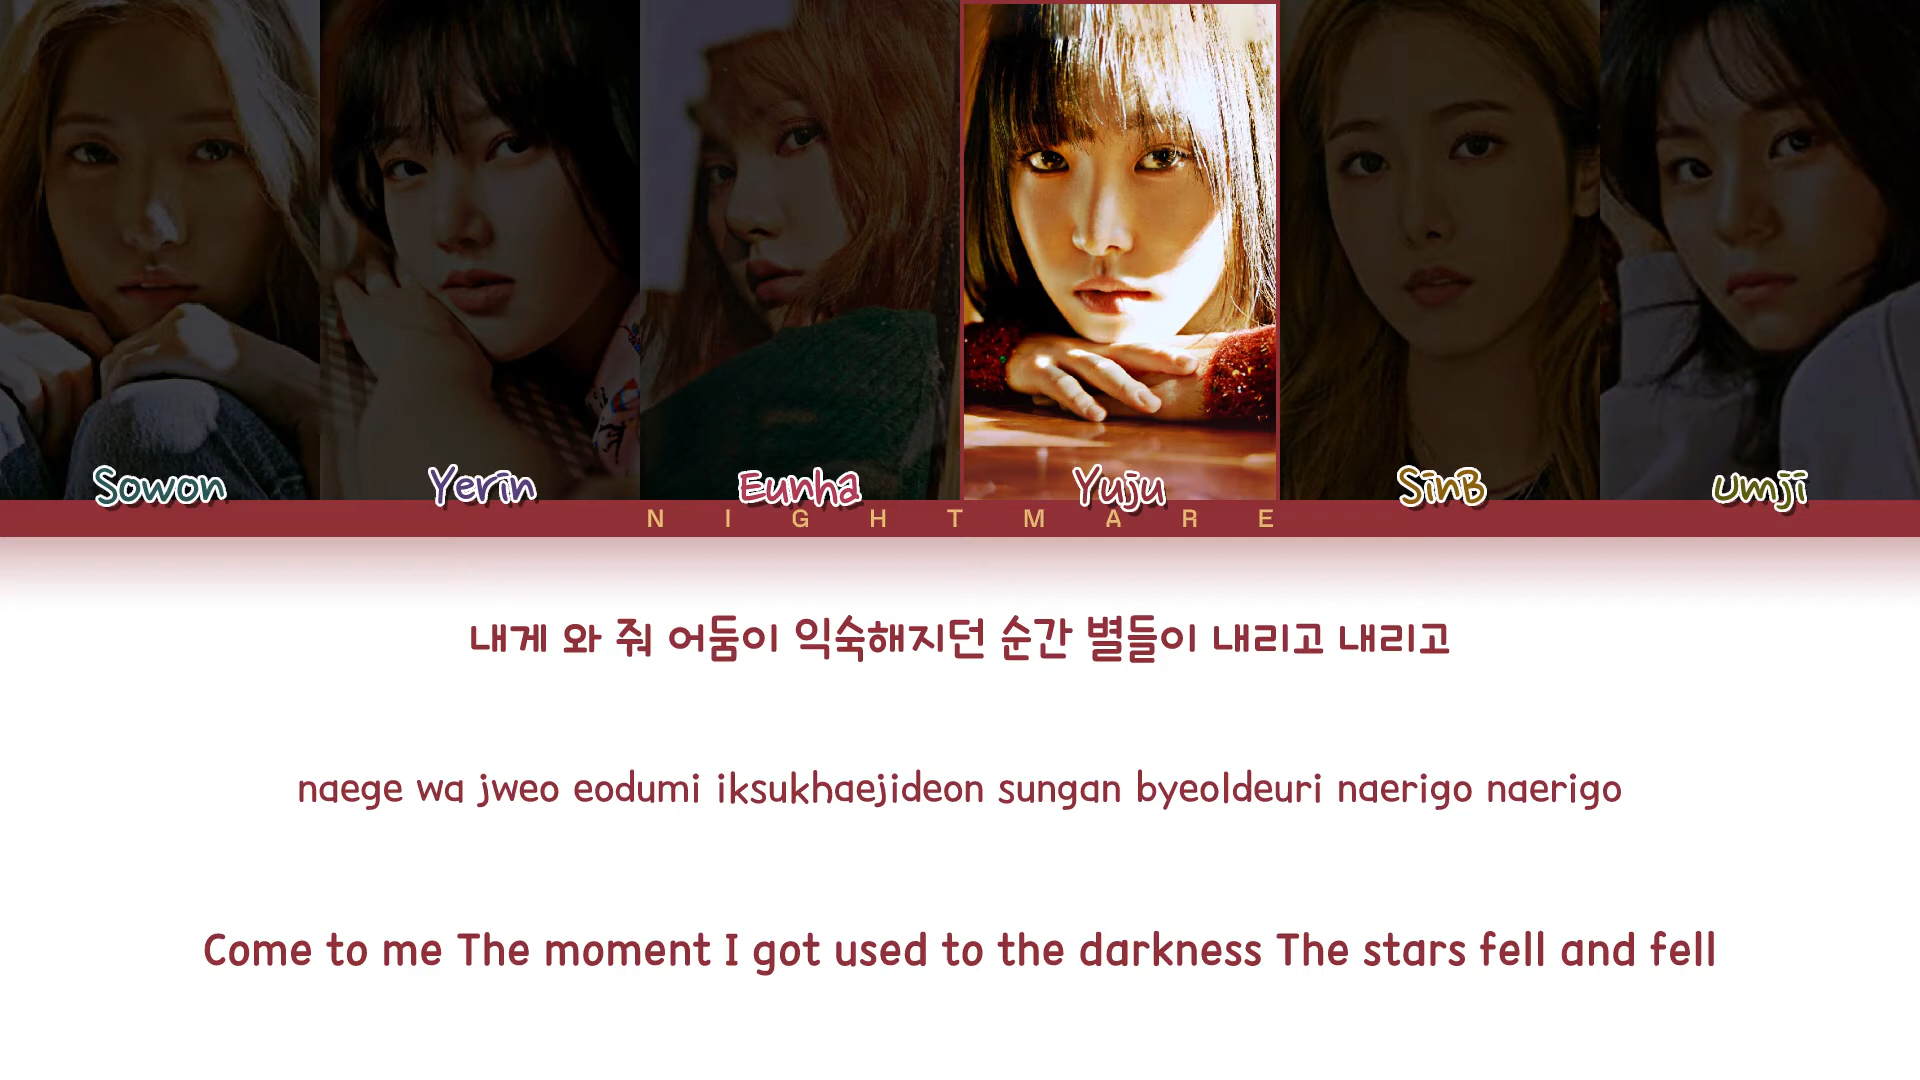 Sowon Yerin Eunha Yuju SinB Umji
NIGHTMARE
내게 와 줘 어둠이 익숙해지던 순간 별들이 내리고 내리고
naege wa jweo eodumi iksukhaejideon sungan byeoldeuri naerigo naerigo
Come to me The moment I got used to the darkness The stars fell and fell